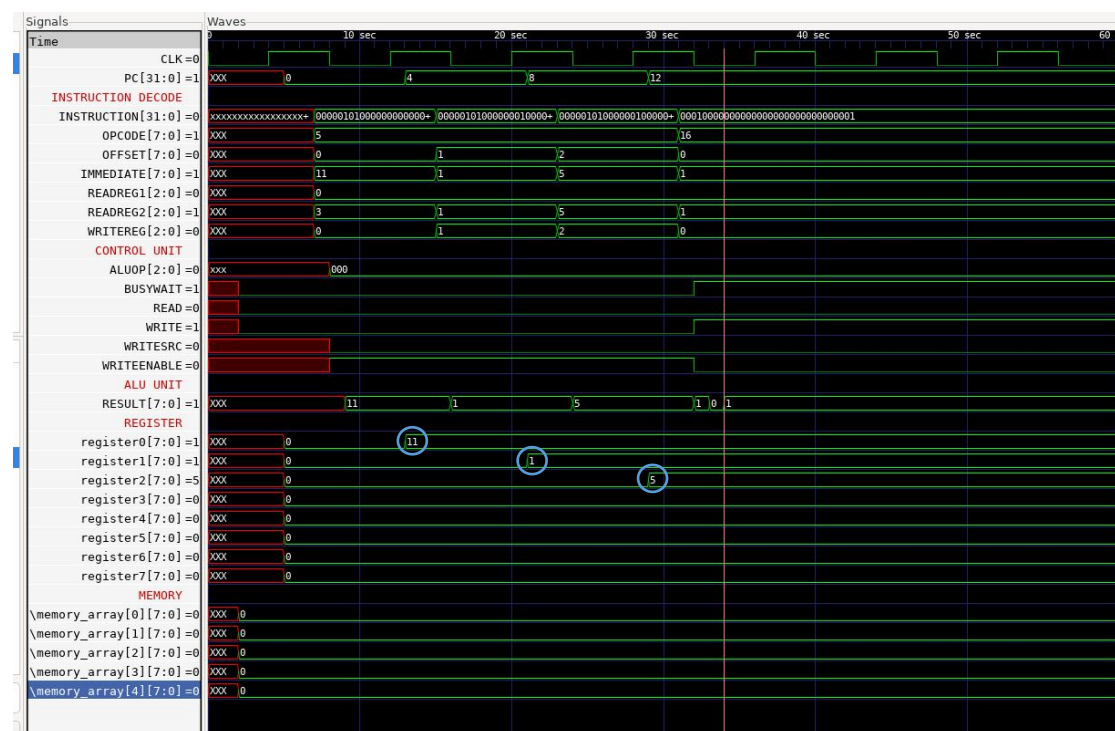 Signals Waves
Time 0 10 sec 20 sec 30 sec 40 sec 50 sec 60
CLK =0
PC[31:0] =1 XXX 0 4 8 12
INSTRUCTION DECODE
INSTRUCTION[31:0] =0 xxxxxxxxxxxxxxxxx+ 00000101000000000000+ 00000101000000010000+ 00000101000000100000+ 00010000000000000000000000000001
OPCODE[7:0] =1 XXX 5 16
OFFSET[7:0] =0 XXX 0 1 2 0
IMMEDIATE[7:0] =1 XXX 11 1 5 1
READREG1[2:0] =0 XXX 0
READREG2[2:0] =1 XXX 3 1 5 1
WRITEREG[2:0] =0 XXX 0 1 2 0
CONTROL UNIT
ALUOP[2:0] =0 xxx 000
BUSYWAIT =1
READ =0
WRITE =1
WRITESRC =0
WRITEENABLE =0
ALU UNIT
RESULT[7:0] =1 XXX 11 1 5 1 0 1
REGISTER
register0[7:0] =1 XXX 0 11
register1[7:0] =1 XXX 0 1
register2[7:0] =5 XXX 0 5
register3[7:0] =0 XXX 0
register4[7:0] =0 XXX 0
register5[7:0] =0 XXX 0
register6[7:0] =0 XXX 0
register7[7:0] =0 XXX 0
MEMORY
\memory_array[0][7:0] =0 XXX 0
\memory_array[1][7:0] =0 XXX 0
\memory_array[2][7:0] =0 XXX 0
\memory_array[3][7:0] =0 XXX 0
\memory_array[4][7:0] =0 XXX 0